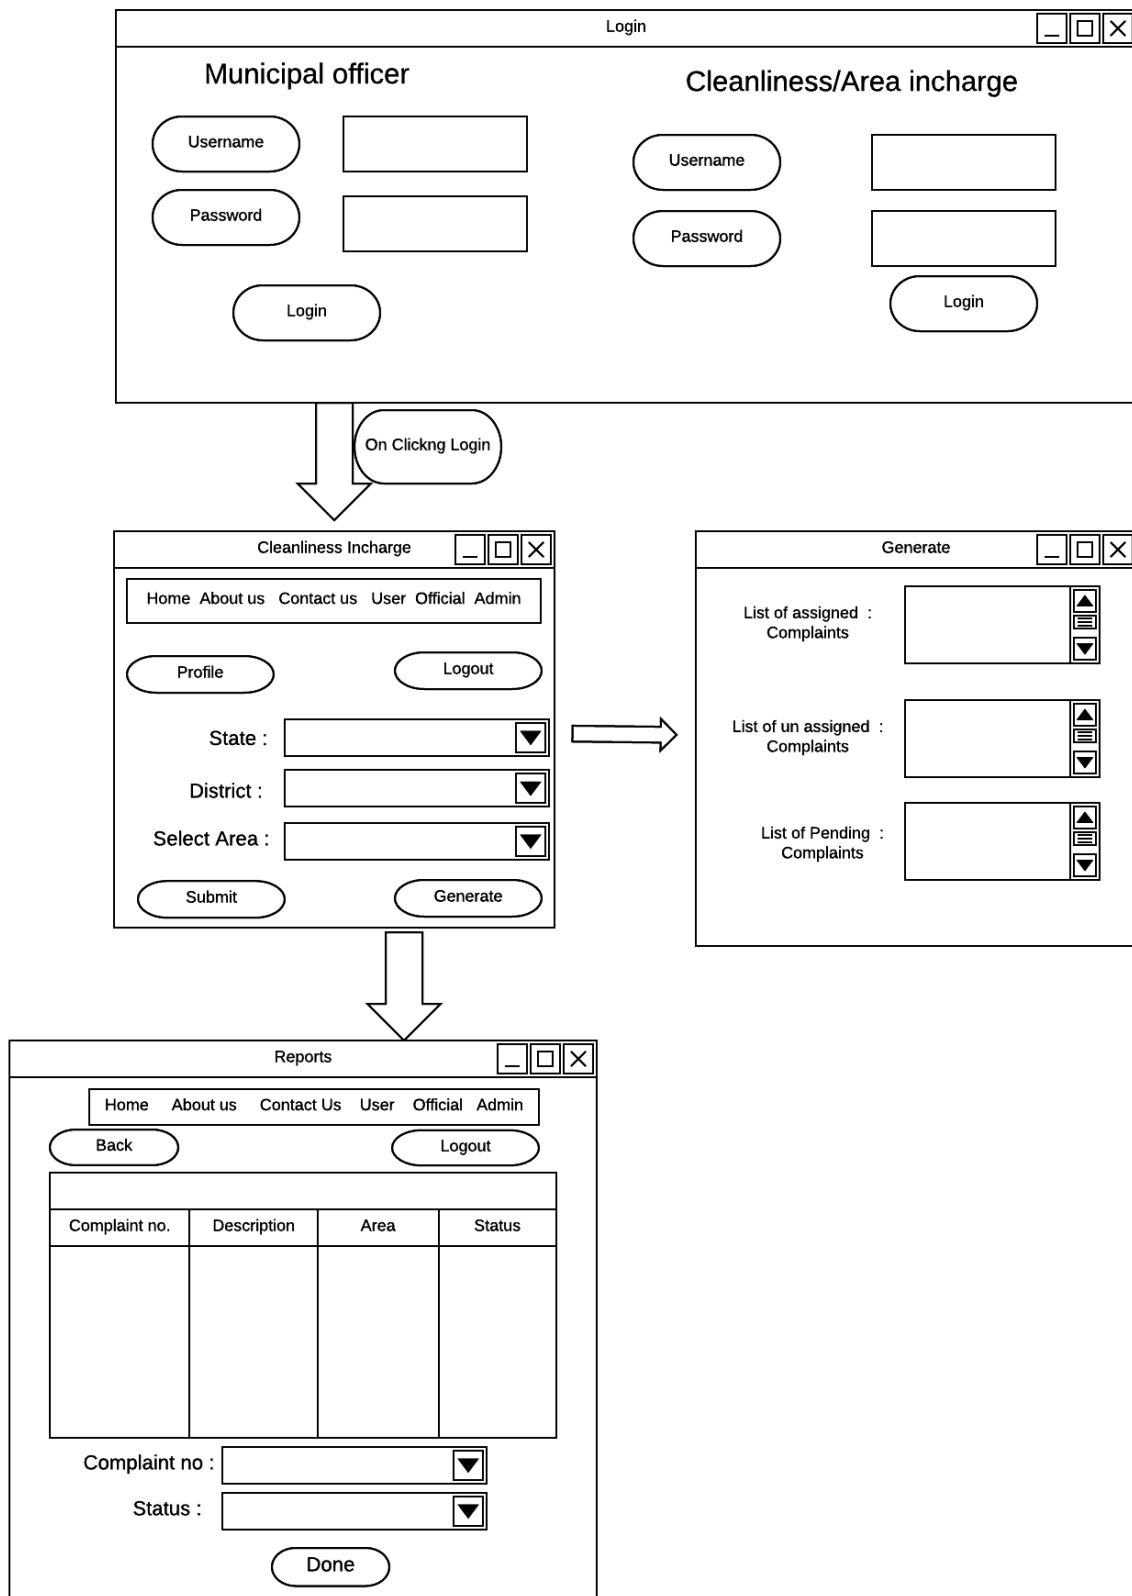 Login
Municipal officer
Cleanliness/Area incharge
Username
Username
Password
Password
Login
Login
On Clickng Login
Cleanliness Incharge
Home About us Contact us User Official Admin
Profile
Logout
State :
District :
Select Area :
Submit
Generate
Generate
List of assigned :
Complaints
List of un assigned :
Complaints
List of Pending :
Complaints
Reports
Home About us Contact Us User Official Admin
Back
Logout
Complaint no. Description Area Status
Complaint no :
Status :
Done